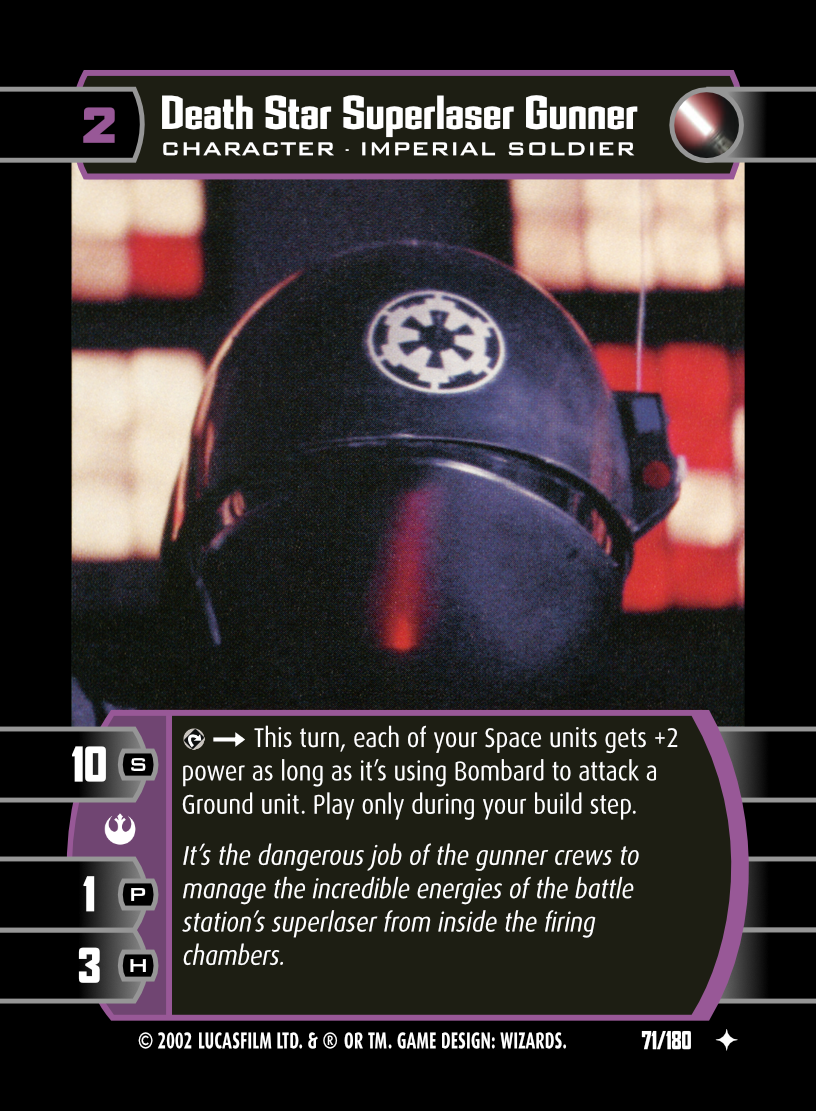 2
Death Star Superlaser Gunner
CHARACTER · IMPERIAL SOLDIER
→ This turn, each of your Space units gets +2
power as long as it's using Bombard to attack a
Ground unit. Play only during your build step.
It's the dangerous job of the gunner crews to
manage the incredible energies of the battle
station's superlaser from inside the firing
chambers.
10 S
1 P
3 H
© 2002 LUCASFILM LTD. & ® OR TM. GAME DESIGN: WIZARDS.
71/180